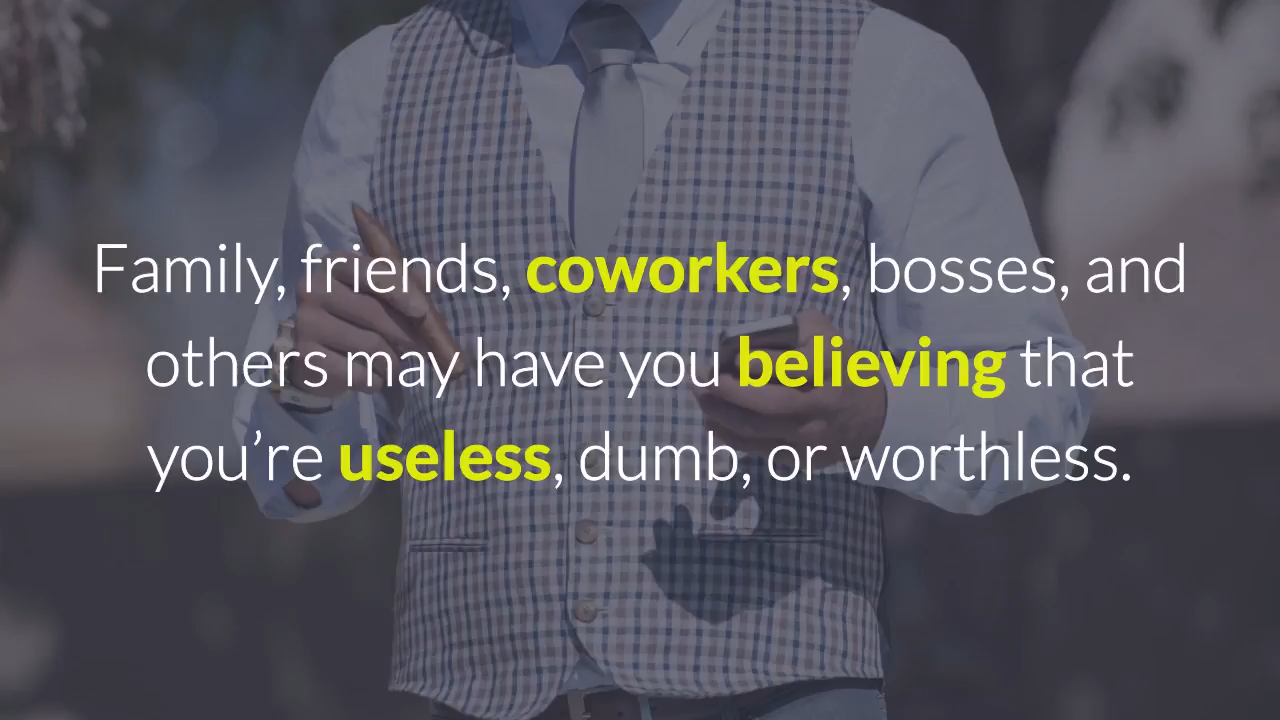 Family, friends, coworkers, bosses, and
others may have you believing that
you’re useless, dumb, or worthless.